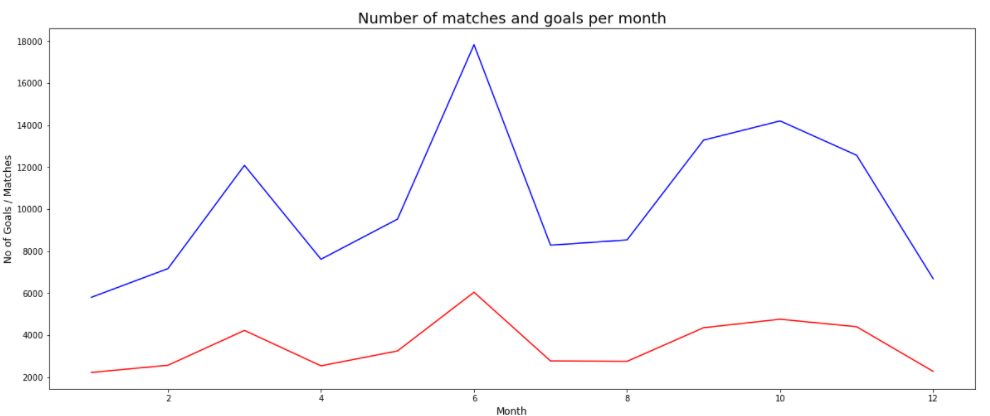 Number of matches and goals per month
18000
16000
14000
12000
10000
8000
6000
4000
2000
No of Goals / Matches
2 4 6 8 10 12
Month